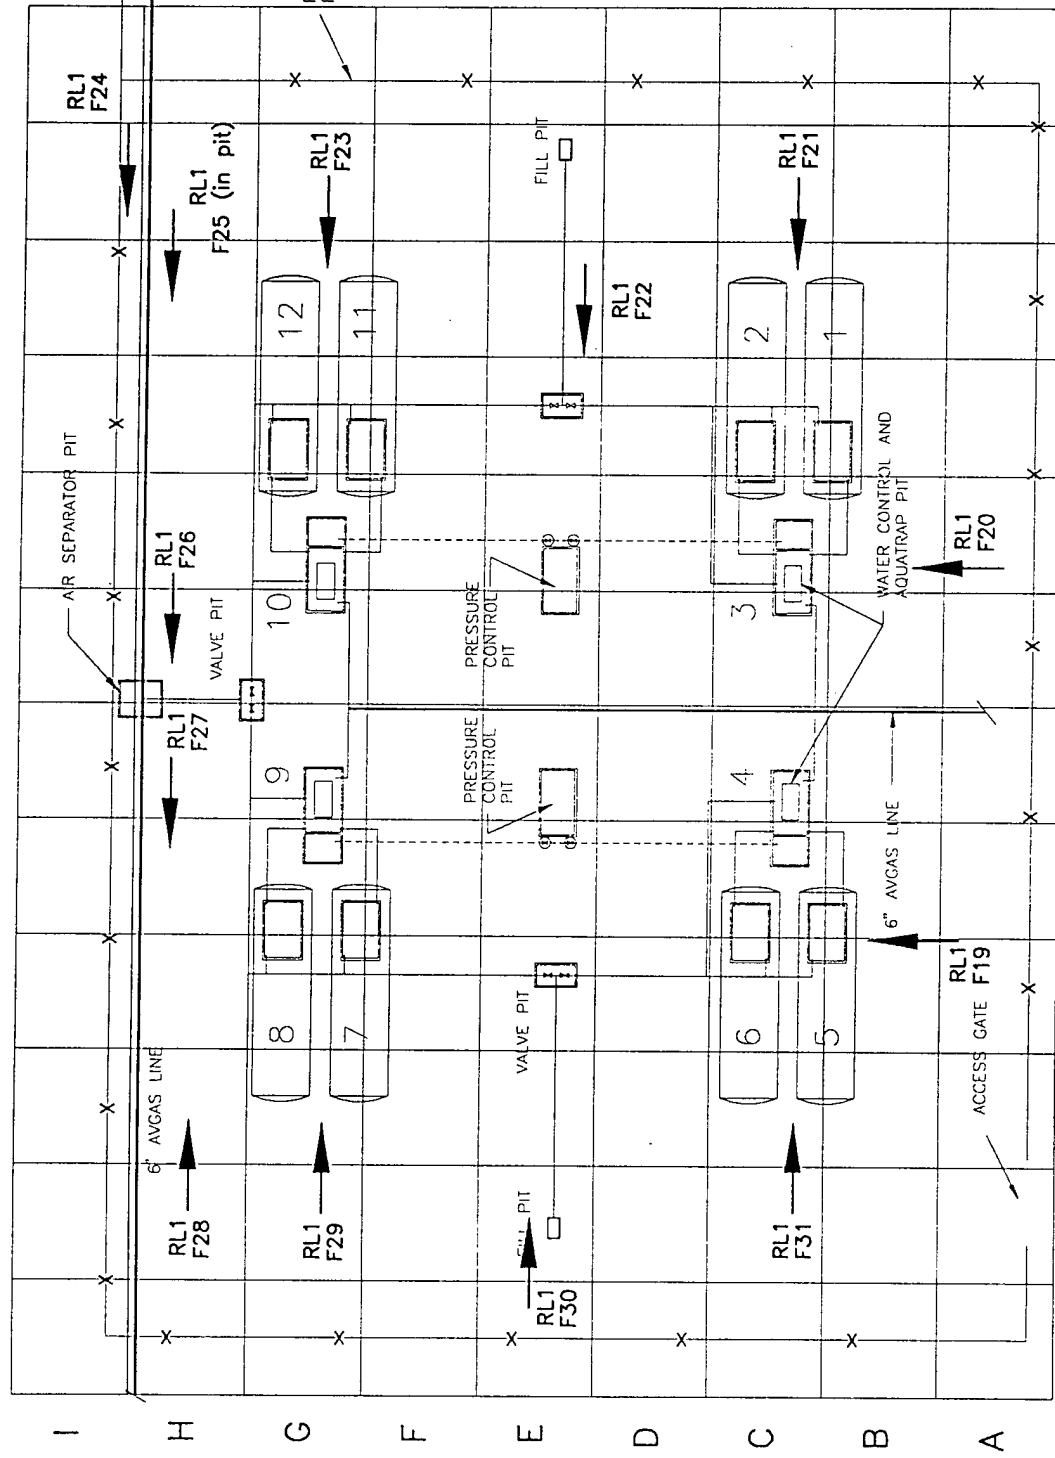 RL1
F24
RL1
F25 (in pit)
RL1
F23
FILL PIT
RL1
F21
12
11
RL1
F22
2
1
AIR SEPARATOR PIT
RL1
F26
VALVE PIT
10
PRESSURE
CONTROL
PIT
3
WATER CONTROL AND
AQUATRAP PIT
RL1
F20
RL1
F27
9
PRESSURE
CONTROL
PIT
4
6" AVGAS LINE
RL1
F19
8
7
VALVE PIT
6
5
ACCESS GATE
6" AVGAS LINE
RL1
F28
RL1
F29
FILL PIT
RL1
F30
RL1
F31
I
H
G
F
E
D
C
B
A